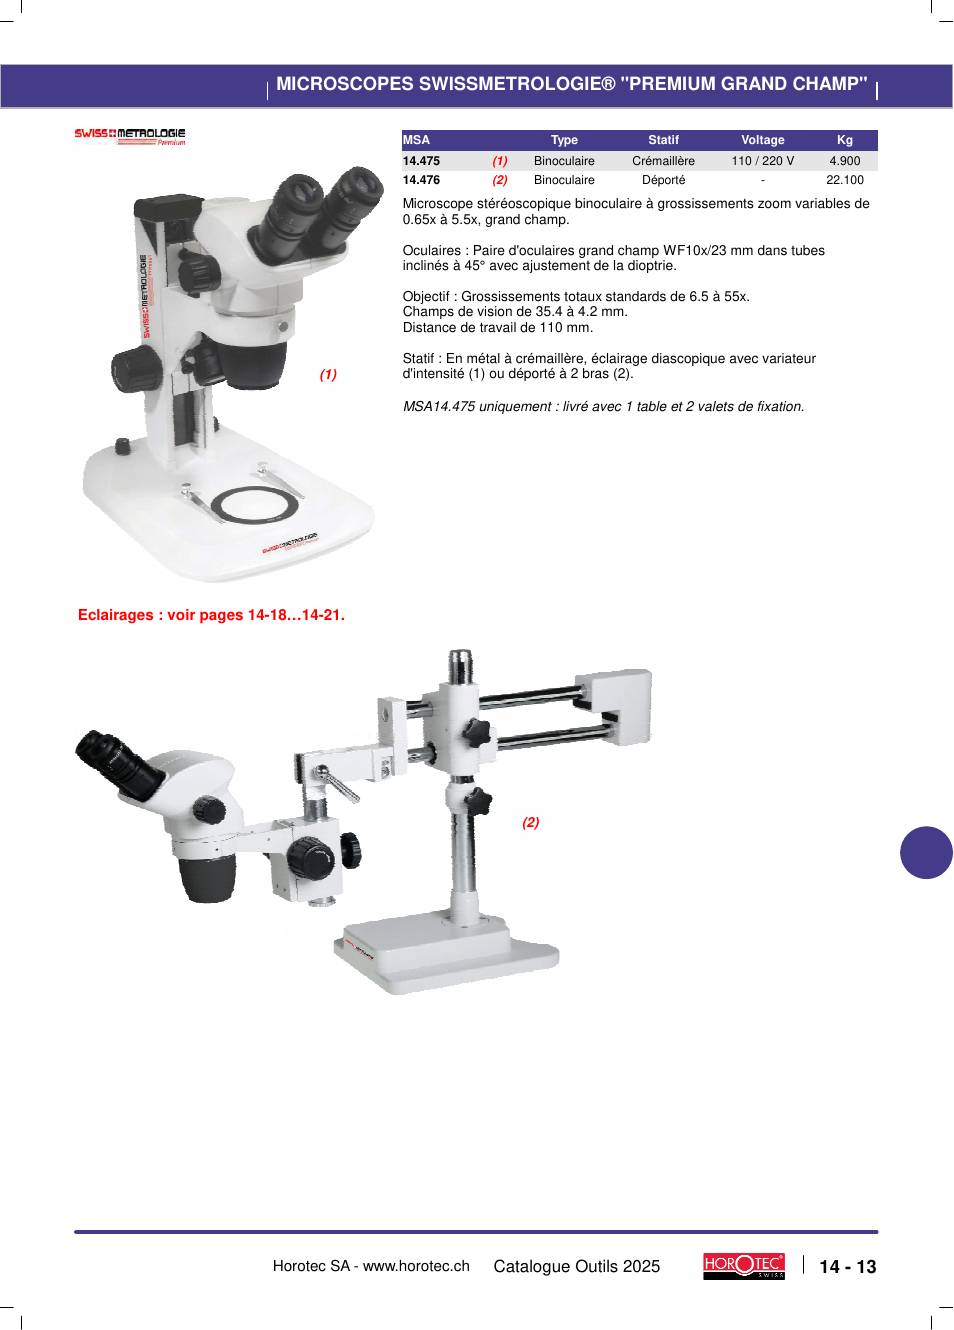 MICROSCOPES SWISSMETROLOGIE® "PREMIUM GRAND CHAMP"
SWISS METROLOGIE
Premium
MSA Type Statif Voltage Kg
14.475 (1) Binoculaire Crémaillère 110 / 220 V 4.900
14.476 (2) Binoculaire Déporté - 22.100
Microscope stéréoscopique binoculaire à grossissements zoom variables de
0.65x à 5.5x, grand champ.
Oculaires : Paire d'oculaires grand champ WF10x/23 mm dans tubes
inclinés à 45° avec ajustement de la dioptrie.
Objectif : Grossissements totaux standards de 6.5 à 55x.
Champs de vision de 35.4 à 4.2 mm.
Distance de travail de 110 mm.
Statif : En métal à crémaillère, éclairage diascopique avec variateur
d'intensité (1) ou déporté à 2 bras (2).
MSA14.475 uniquement : livré avec 1 table et 2 valets de fixation.
SWISS METROLOGIE
(1)
SWISS METROLOGIE
Eclairages : voir pages 14-18…14-21.
(2)
Horotec SA - www.horotec.ch Catalogue Outils 2025 HOROTEC® SWISS 14 - 13